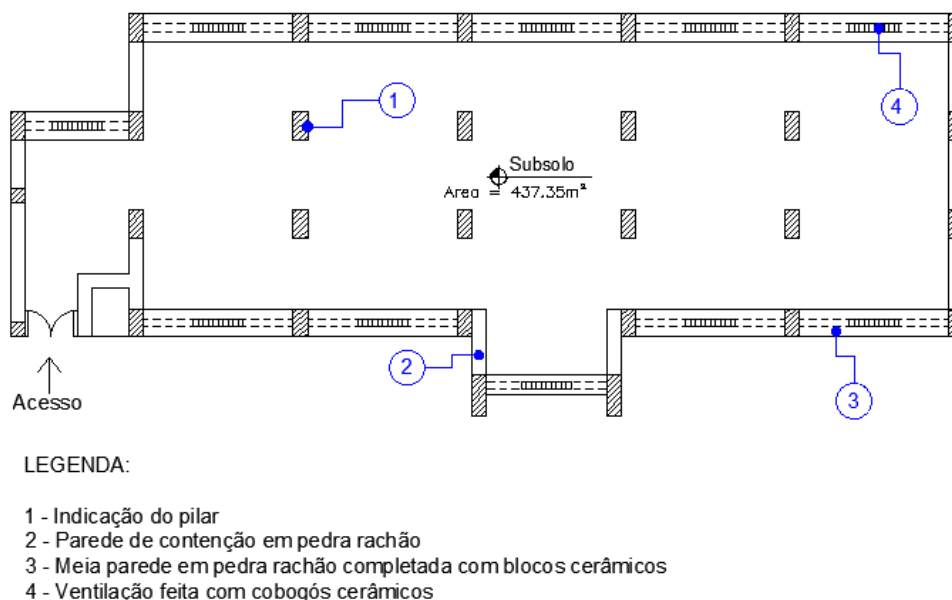 1
4
Subsolo
Area = 437.35m²
2
Acesso
3
LEGENDA:
1 - Indicação do pilar
2 - Parede de contenção em pedra rachão
3 - Meia parede em pedra rachão completada com blocos cerâmicos
4 - Ventilação feita com cobogós cerâmicos